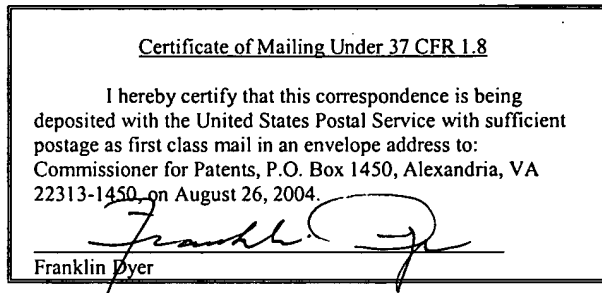 Certificate of Mailing Under 37 CFR 1.8
I hereby certify that this correspondence is being
deposited with the United States Postal Service with sufficient
postage as first class mail in an envelope address to:
Commissioner for Patents, P.O. Box 1450, Alexandria, VA
22313-1450, on August 26, 2004.
Franklin Dyer
Franklin Dyer